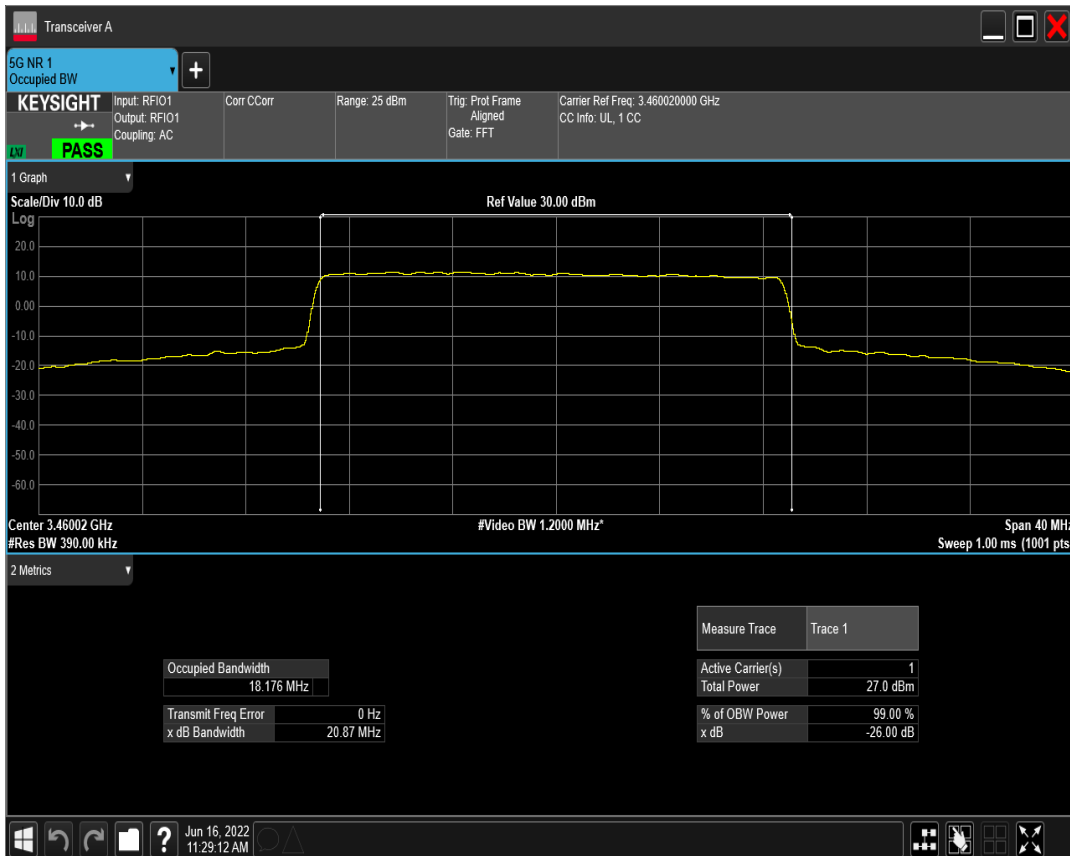 Transceiver A
5G NR 1
Occupied BW
+
KEYSIGHT
LXI
PASS
Input: RFIO1
Output: RFIO1
Coupling: AC
Corr CCorr
Range: 25 dBm
Trig: Prot Frame
Aligned
Gate: FFT
Carrier Ref Freq: 3.460020000 GHz
CC Info: UL, 1 CC
1 Graph
Scale/Div 10.0 dB
Ref Value 30.00 dBm
Log
20.0
10.0
0.00
-10.0
-20.0
-30.0
-40.0
-50.0
-60.0
Center 3.46002 GHz
#Video BW 1.2000 MHz*
Span 40 MHz
#Res BW 390.00 kHz
Sweep 1.00 ms (1001 pts
2 Metrics
Measure Trace Trace 1
Occupied Bandwidth
18.176 MHz
Active Carrier(s) 1
Total Power 27.0 dBm
Transmit Freq Error 0 Hz
x dB Bandwidth 20.87 MHz
% of OBW Power 99.00 %
x dB -26.00 dB
?
Jun 16, 2022
11:29:12 AM